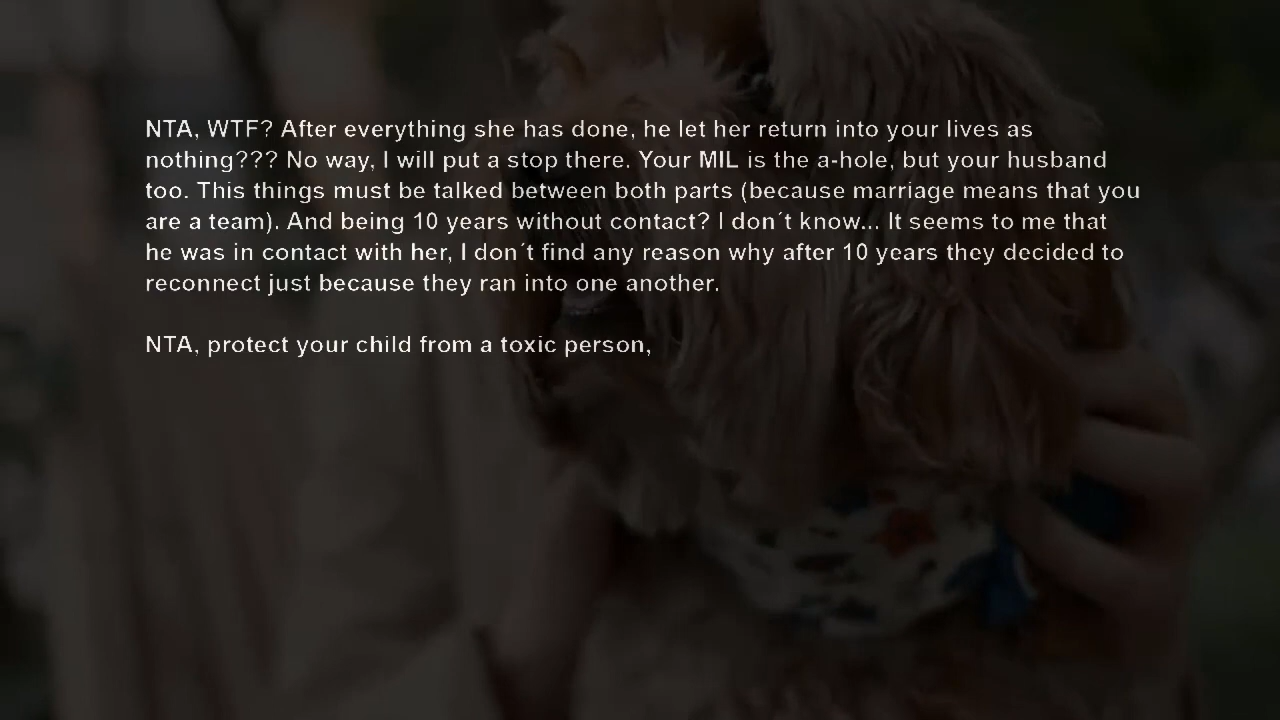 NTA, WTF? After everything she has done, he let her return into your lives as
nothing??? No way, I will put a stop there. Your MIL is the a-hole, but your husband
too. This things must be talked between both parts (because marriage means that you
are a team). And being 10 years without contact? I don´t know... It seems to me that
he was in contact with her, I don´t find any reason why after 10 years they decided to
reconnect just because they ran into one another.
NTA, protect your child from a toxic person,